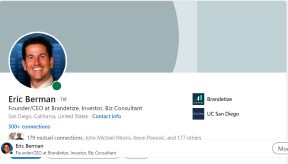 Eric Berman · 1st
Founder/CEO at Brandetize, Investor, Biz Consultant
San Diego, California, United States · Contact info
500+ connections
179 mutual connections: John Michael Morris, Kevin Popović, and 177 others
Brandetize
UC San Diego
Eric Berman
Founder/CEO at Brandetize, Investor, Biz Consultant
Mor